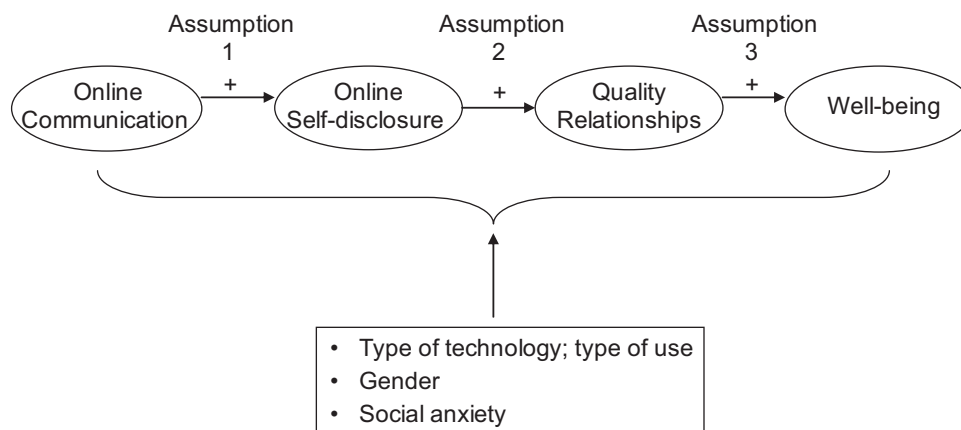 Assumption
1
Assumption
2
Assumption
3
+
+
+
Online
Communication
Online
Self-disclosure
Quality
Relationships
Well-being
• Type of technology; type of use
• Gender
• Social anxiety